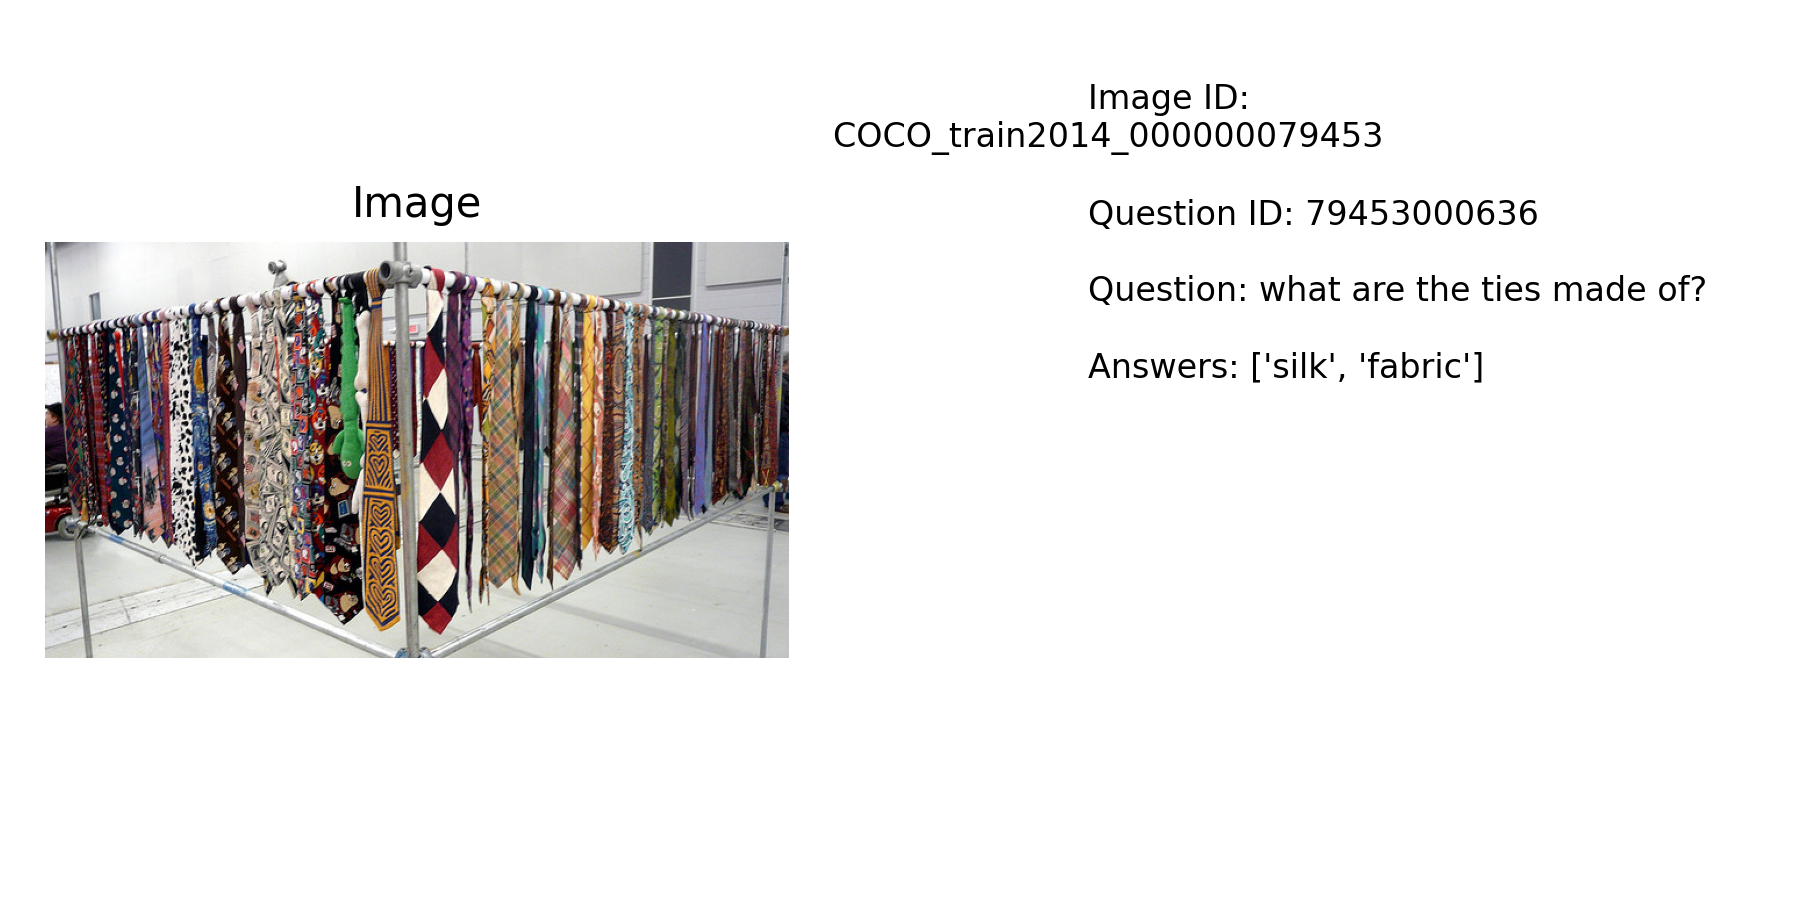 Image
Image ID:
COCO_train2014_000000079453
Question ID: 79453000636
Question: what are the ties made of?
Answers: ['silk', 'fabric']